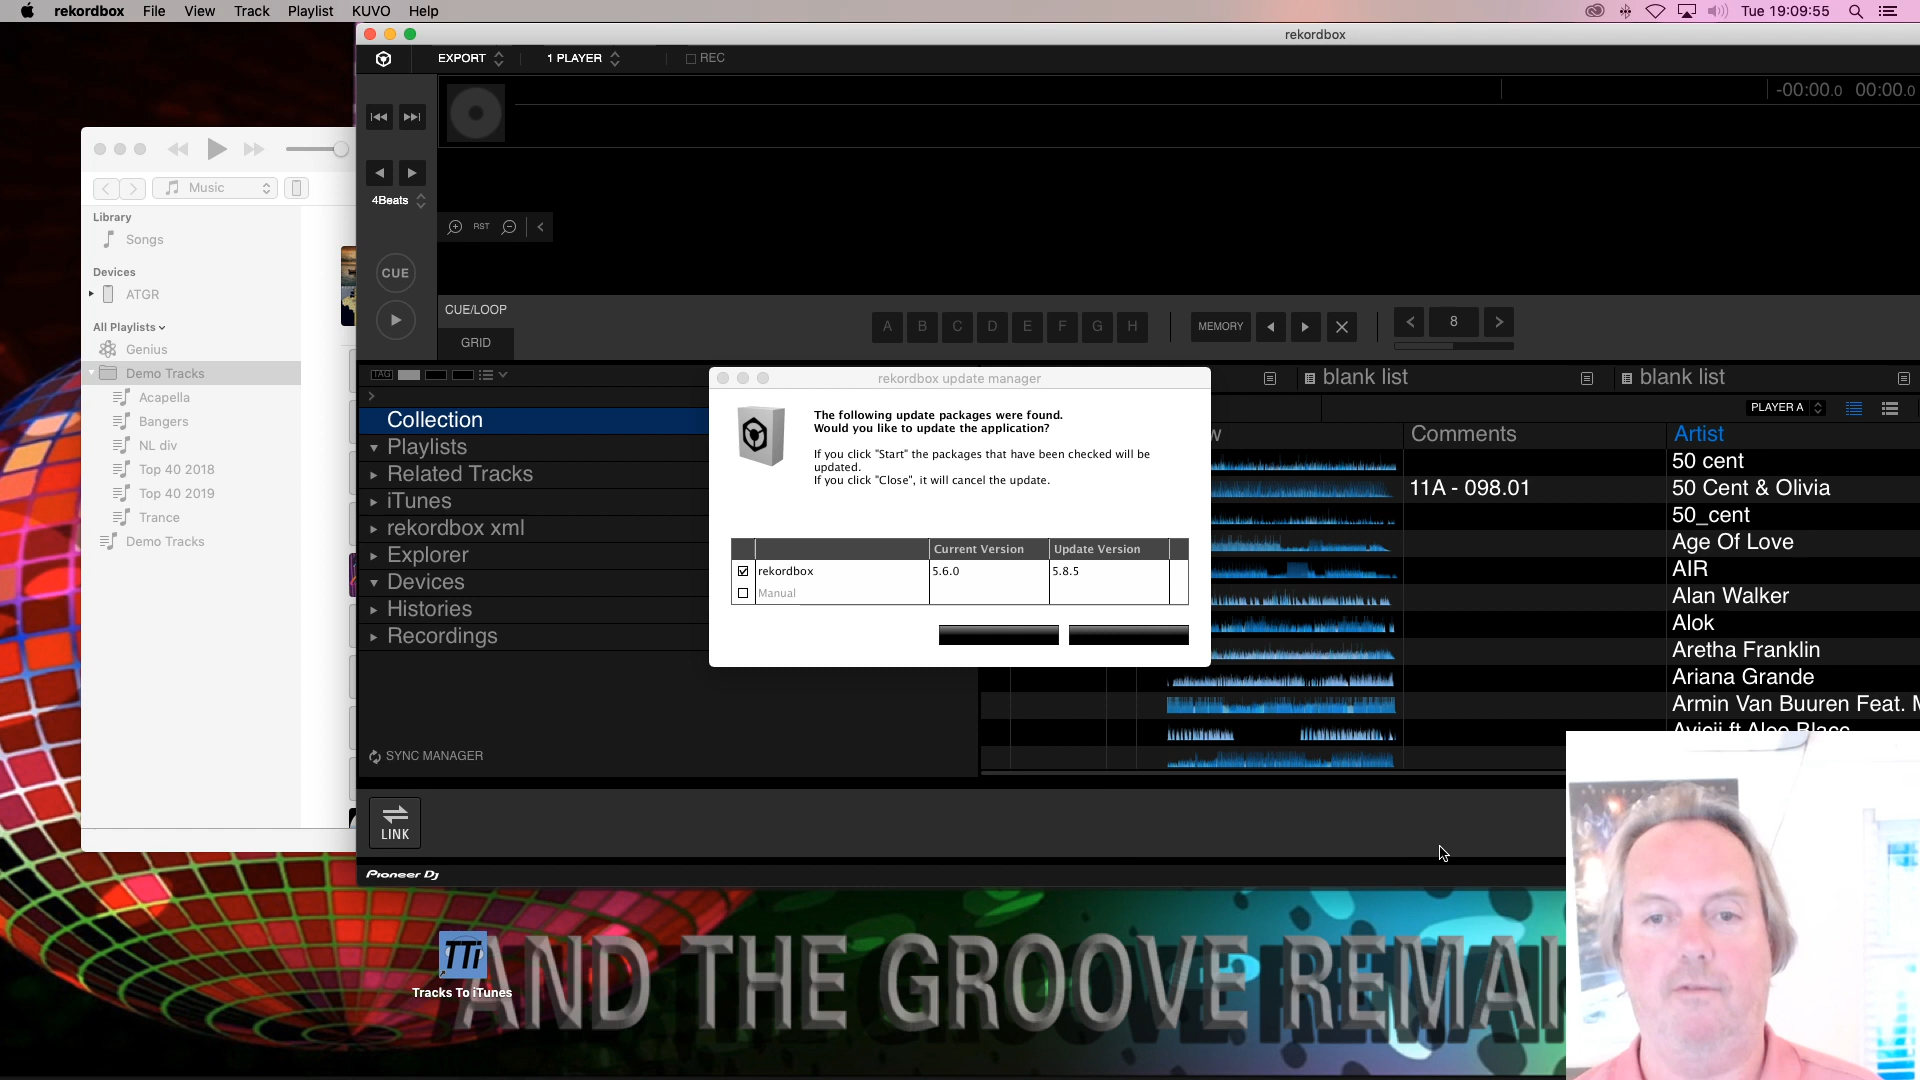 rekordbox File View Track Playlist KUVO Help
Tue 19:09:55
rekordbox
EXPORT
1 PLAYER
REC
-00:00.0 00:00.0
4Beats
RST
CUE
CUE/LOOP
GRID
A B C D E F G H
MEMORY
8
Music
Library
Songs
Devices
ATGR
All Playlists
Genius
Demo Tracks
Acapella
Bangers
NL div
Top 40 2018
Top 40 2019
Trance
Demo Tracks
TAG
Collection
Playlists
Related Tracks
iTunes
rekordbox xml
Explorer
Devices
Histories
Recordings
SYNC MANAGER
LINK
Pioneer Dj
rekordbox update manager
The following update packages were found.
Would you like to update the application?
If you click "Start" the packages that have been checked will be
updated.
If you click "Close", it will cancel the update.
Current Version Update Version
rekordbox 5.6.0 5.8.5
Manual
blank list
blank list
PLAYER A
w
Comments
Artist
50 cent
11A - 098.01
50 Cent & Olivia
50_cent
Age Of Love
AIR
Alan Walker
Alok
Aretha Franklin
Ariana Grande
Armin Van Buuren Feat.
Avicii ft Aloe Blacc
TTi
Tracks To iTunes
AND THE GROOVE REMAI